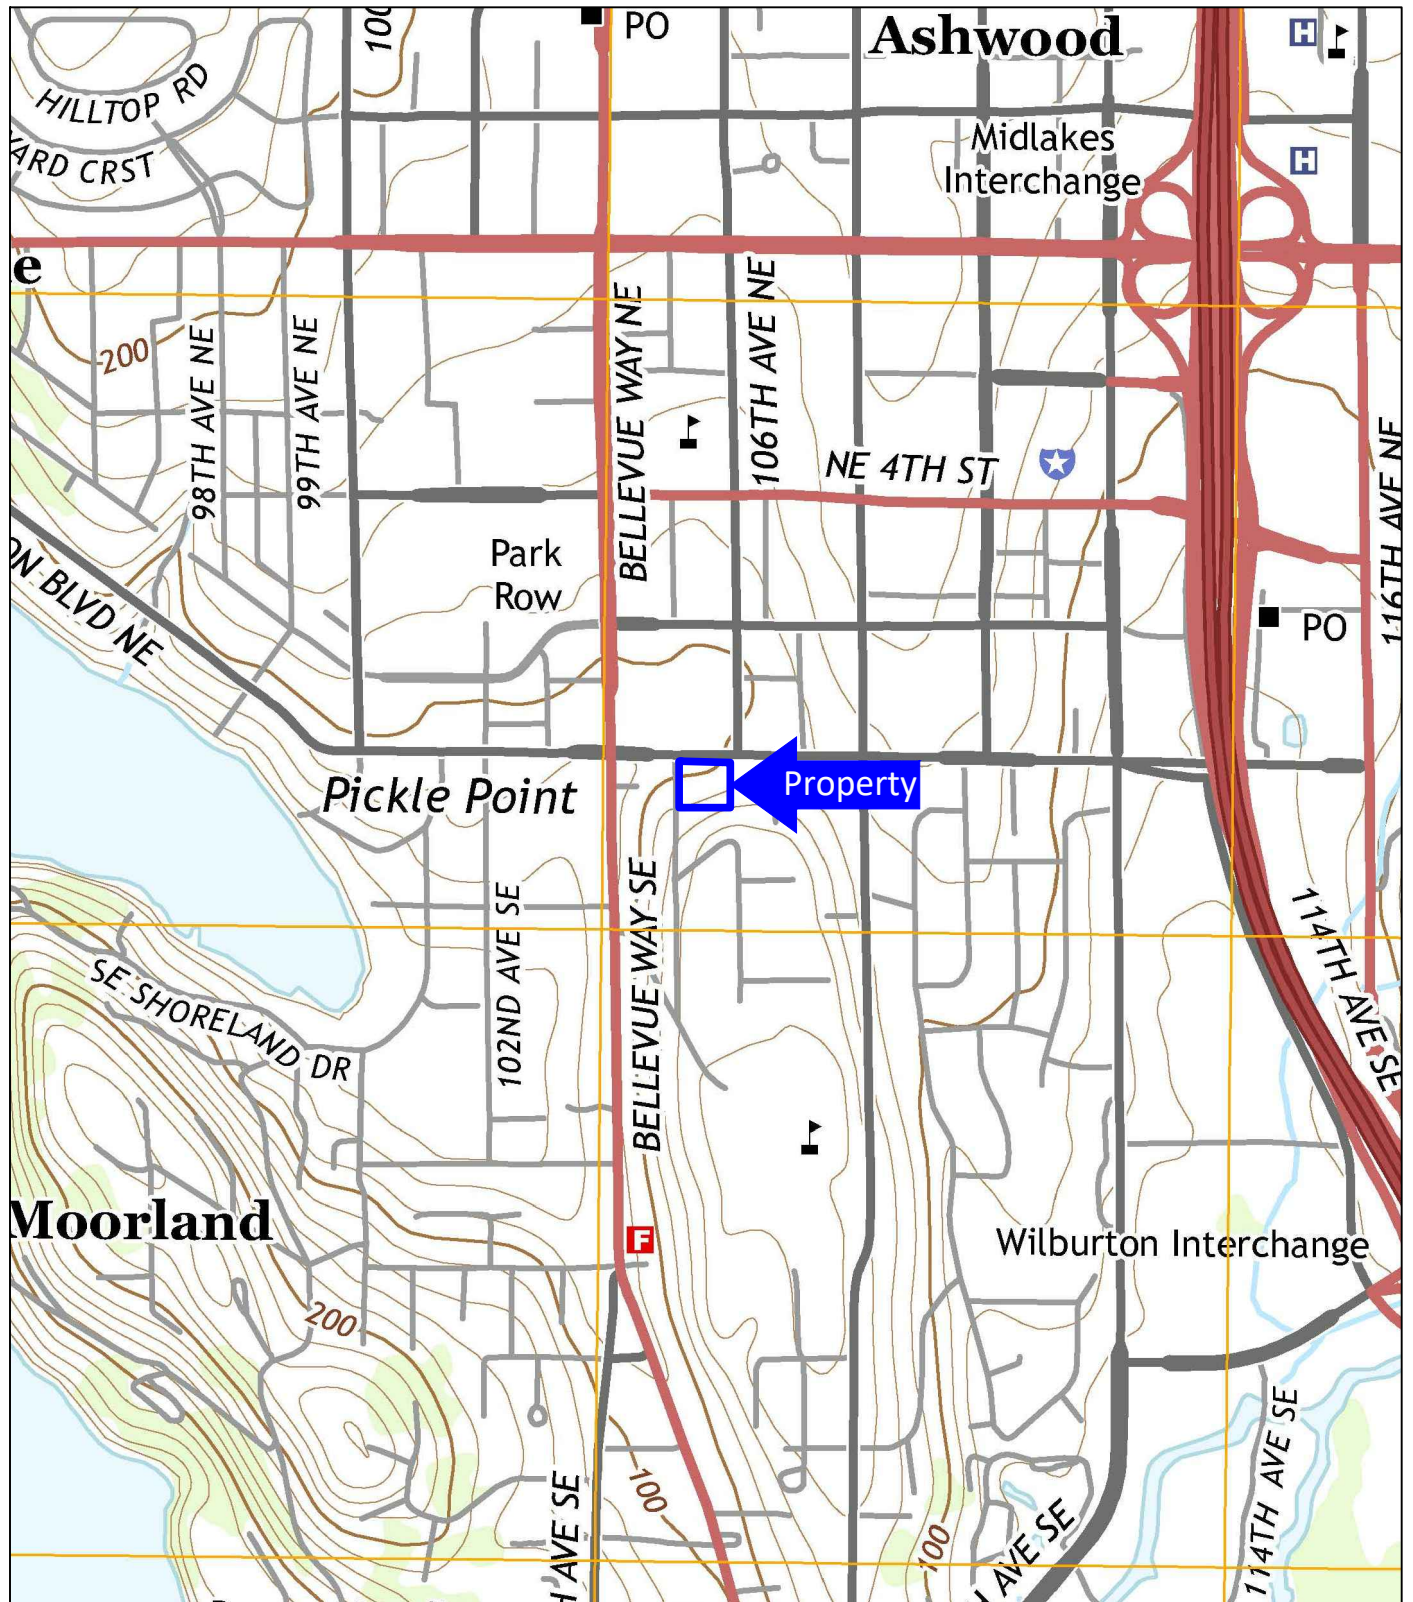 PO
Ashwood
H
100
HILLTOP RD
YARD CRST
Midlakes
Interchange
H
e
200
98TH AVE NE
99TH AVE NE
BELLEVUE WAY NE
106TH AVE NE
NE 4TH ST
116TH AVE NE
Park
Row
ON BLVD NE
PO
Pickle Point
Property
102ND AVE SE
BELLEVUE WAY SE
114TH AVE SE
SE SHORELAND DR
Moorland
F
Wilburton Interchange
200
100
100
H AVE SE
AVE SE
114TH AVE SE